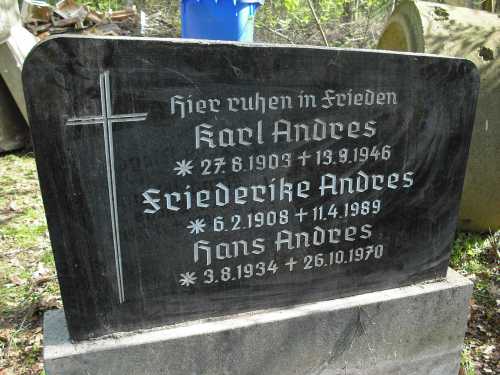 Hier ruhen in Frieden
Karl Andres
* 27.8.1903 + 13.9.1946
Friederike Andres
* 6.2.1908 + 11.4.1989
Hans Andres
* 3.8.1934 + 26.10.1970